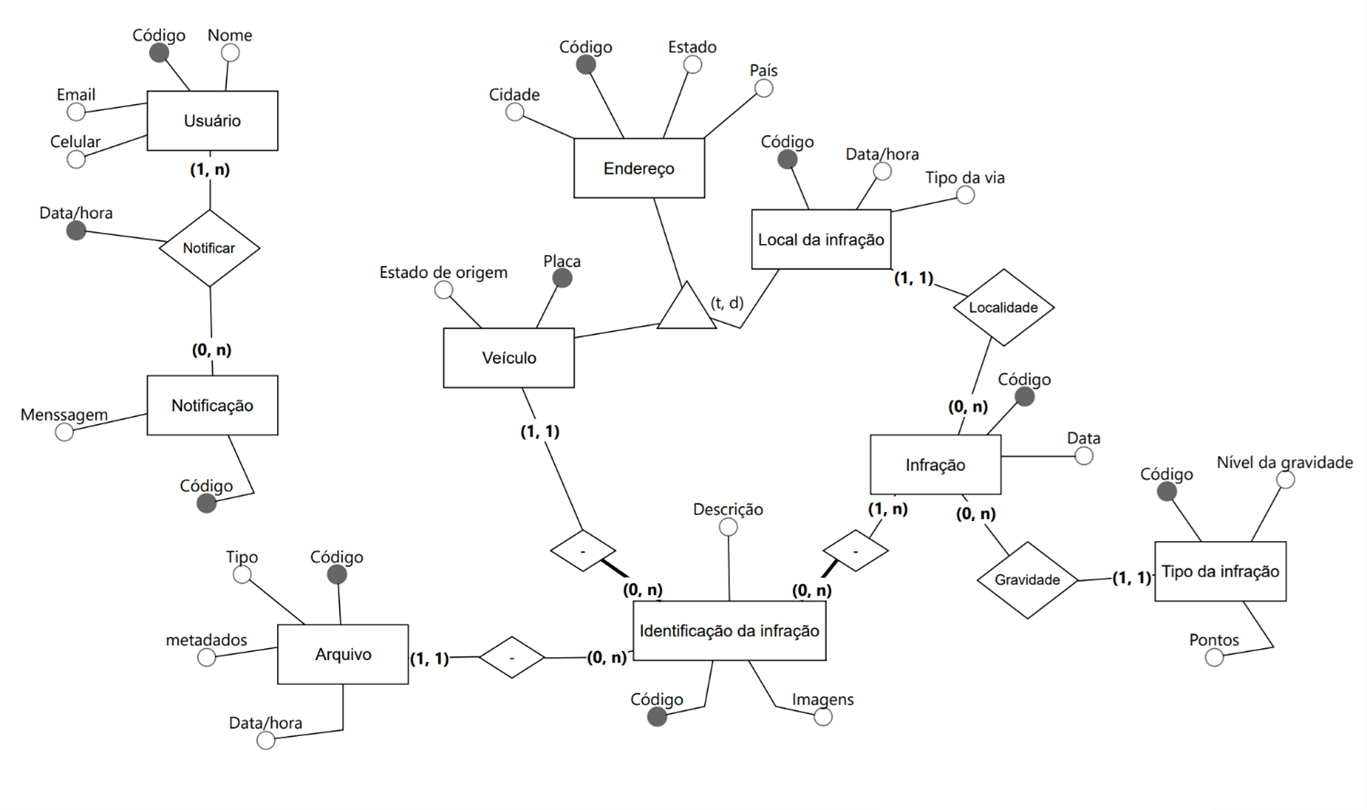 Código
Nome
Email
Celular
Usuário
(1, n)
Data/hora
Notificar
(0, n)
Menssagem
Notificação
Código
Código
Estado
País
Cidade
Endereço
Código
Data/hora
Tipo da via
Local da infração
(t, d)
(1, 1)
Localidade
(0, n)
Estado de origem
Placa
Veículo
(1, 1)
-
(0, n)
Código
Data
Infração
(1, n)
(0, n)
-
(0, n)
Gravidade
(1, 1)
Código
Nível da gravidade
Tipo da infração
Pontos
Descrição
Identificação da infração
Código
Imagens
(0, n)
-
(1, 1)
Tipo
Código
metadados
Arquivo
Data/hora